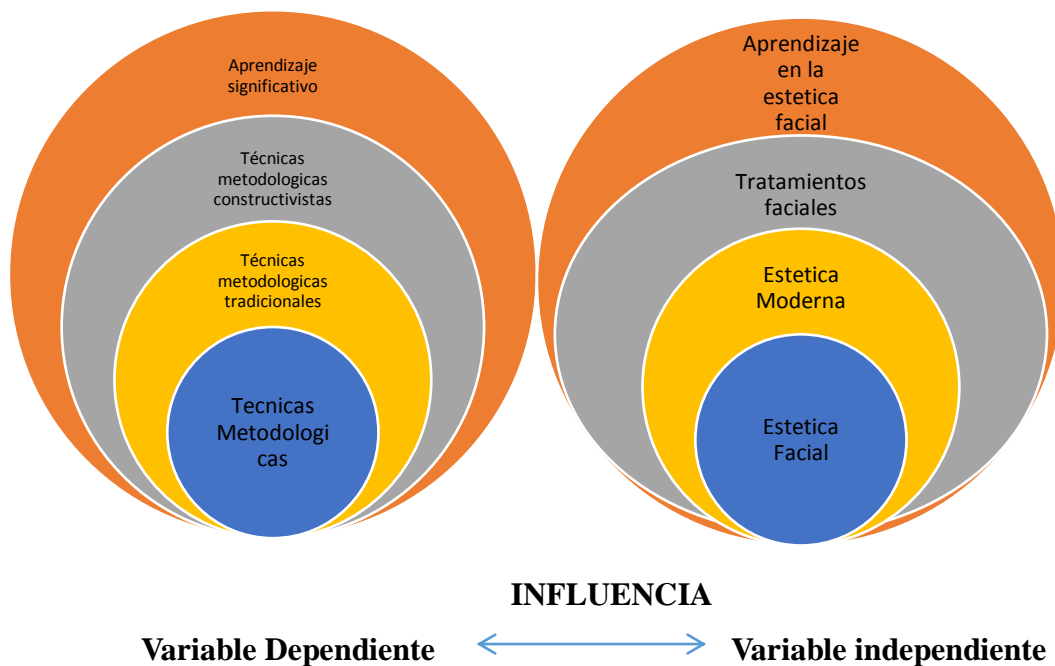 Aprendizaje
significativo
Técnicas
metodologicas
constructivistas
Técnicas
metodologicas
tradicionales
Tecnicas
Metodologi
cas
Aprendizaje
en la
estetica
facial
Tratamientos
faciales
Estetica
Moderna
Estetica
Facial
INFLUENCIA
Variable Dependiente
Variable independiente